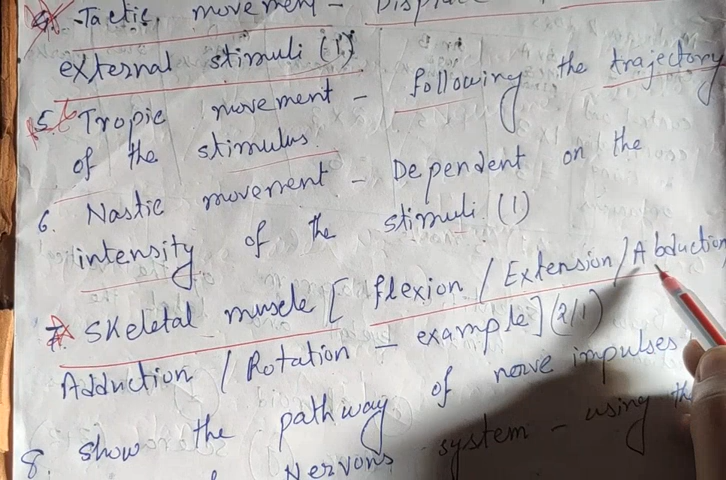 4. Tactic movement - Displace
external stimuli (1)
5. Tropic movement - following the trajectory
of the stimulus.
6. Nastic movement - Dependent on the
intensity of the stimuli (1)
7. Skeletal muscle [flexion / Extension / Abduction
Adduction / Rotation - example] (2/1)
8. Show the pathway of nerve impulses
Nervous system - using the